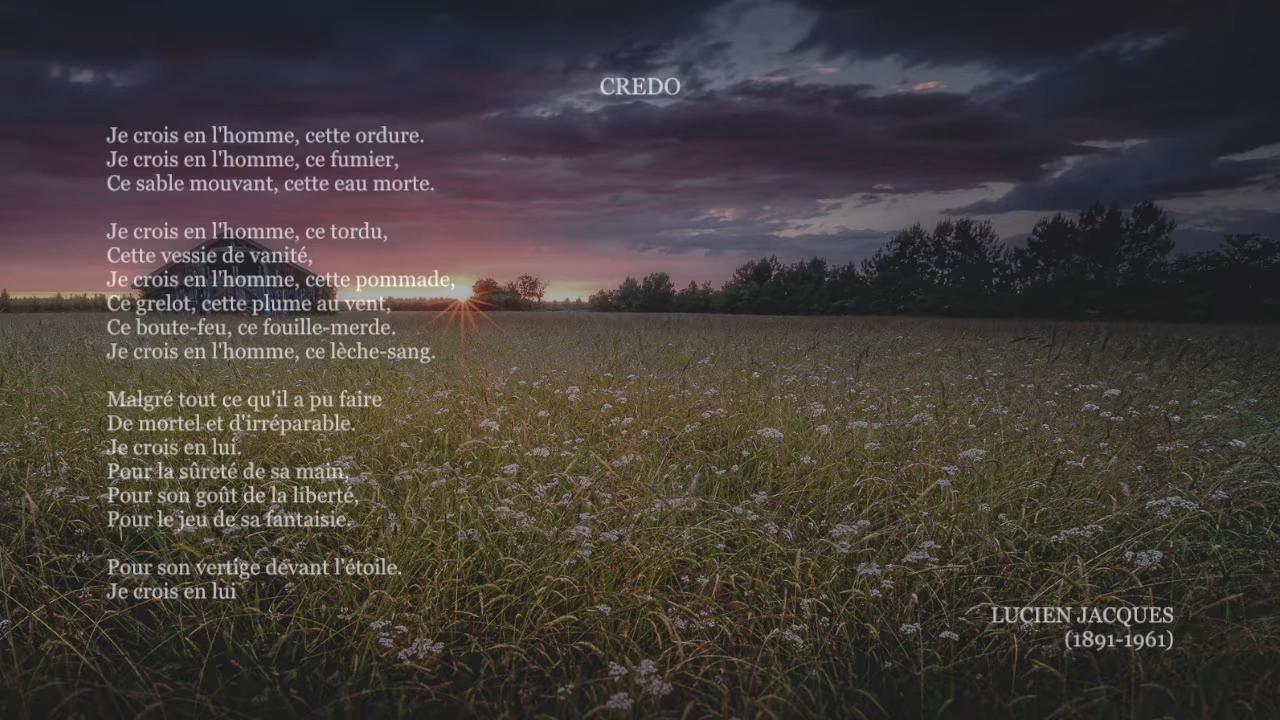 CREDO
Je crois en l'homme, cette ordure.
Je crois en l'homme, ce fumier,
Ce sable mouvant, cette eau morte.
Je crois en l'homme, ce tordu,
Cette vessie de vanité,
Je crois en l'homme, cette pommade,
Ce grelot, cette plume au vent,
Ce boute-feu, ce fouille-merde.
Je crois en l'homme, ce lèche-sang.
Malgré tout ce qu'il a pu faire
De mortel et d'irréparable.
Je crois en lui.
Pour la sûreté de sa main,
Pour son goût de la liberté,
Pour le jeu de sa fantaisie.
Pour son vertige devant l'étoile.
Je crois en lui
LUCIEN JACQUES
(1891-1961)